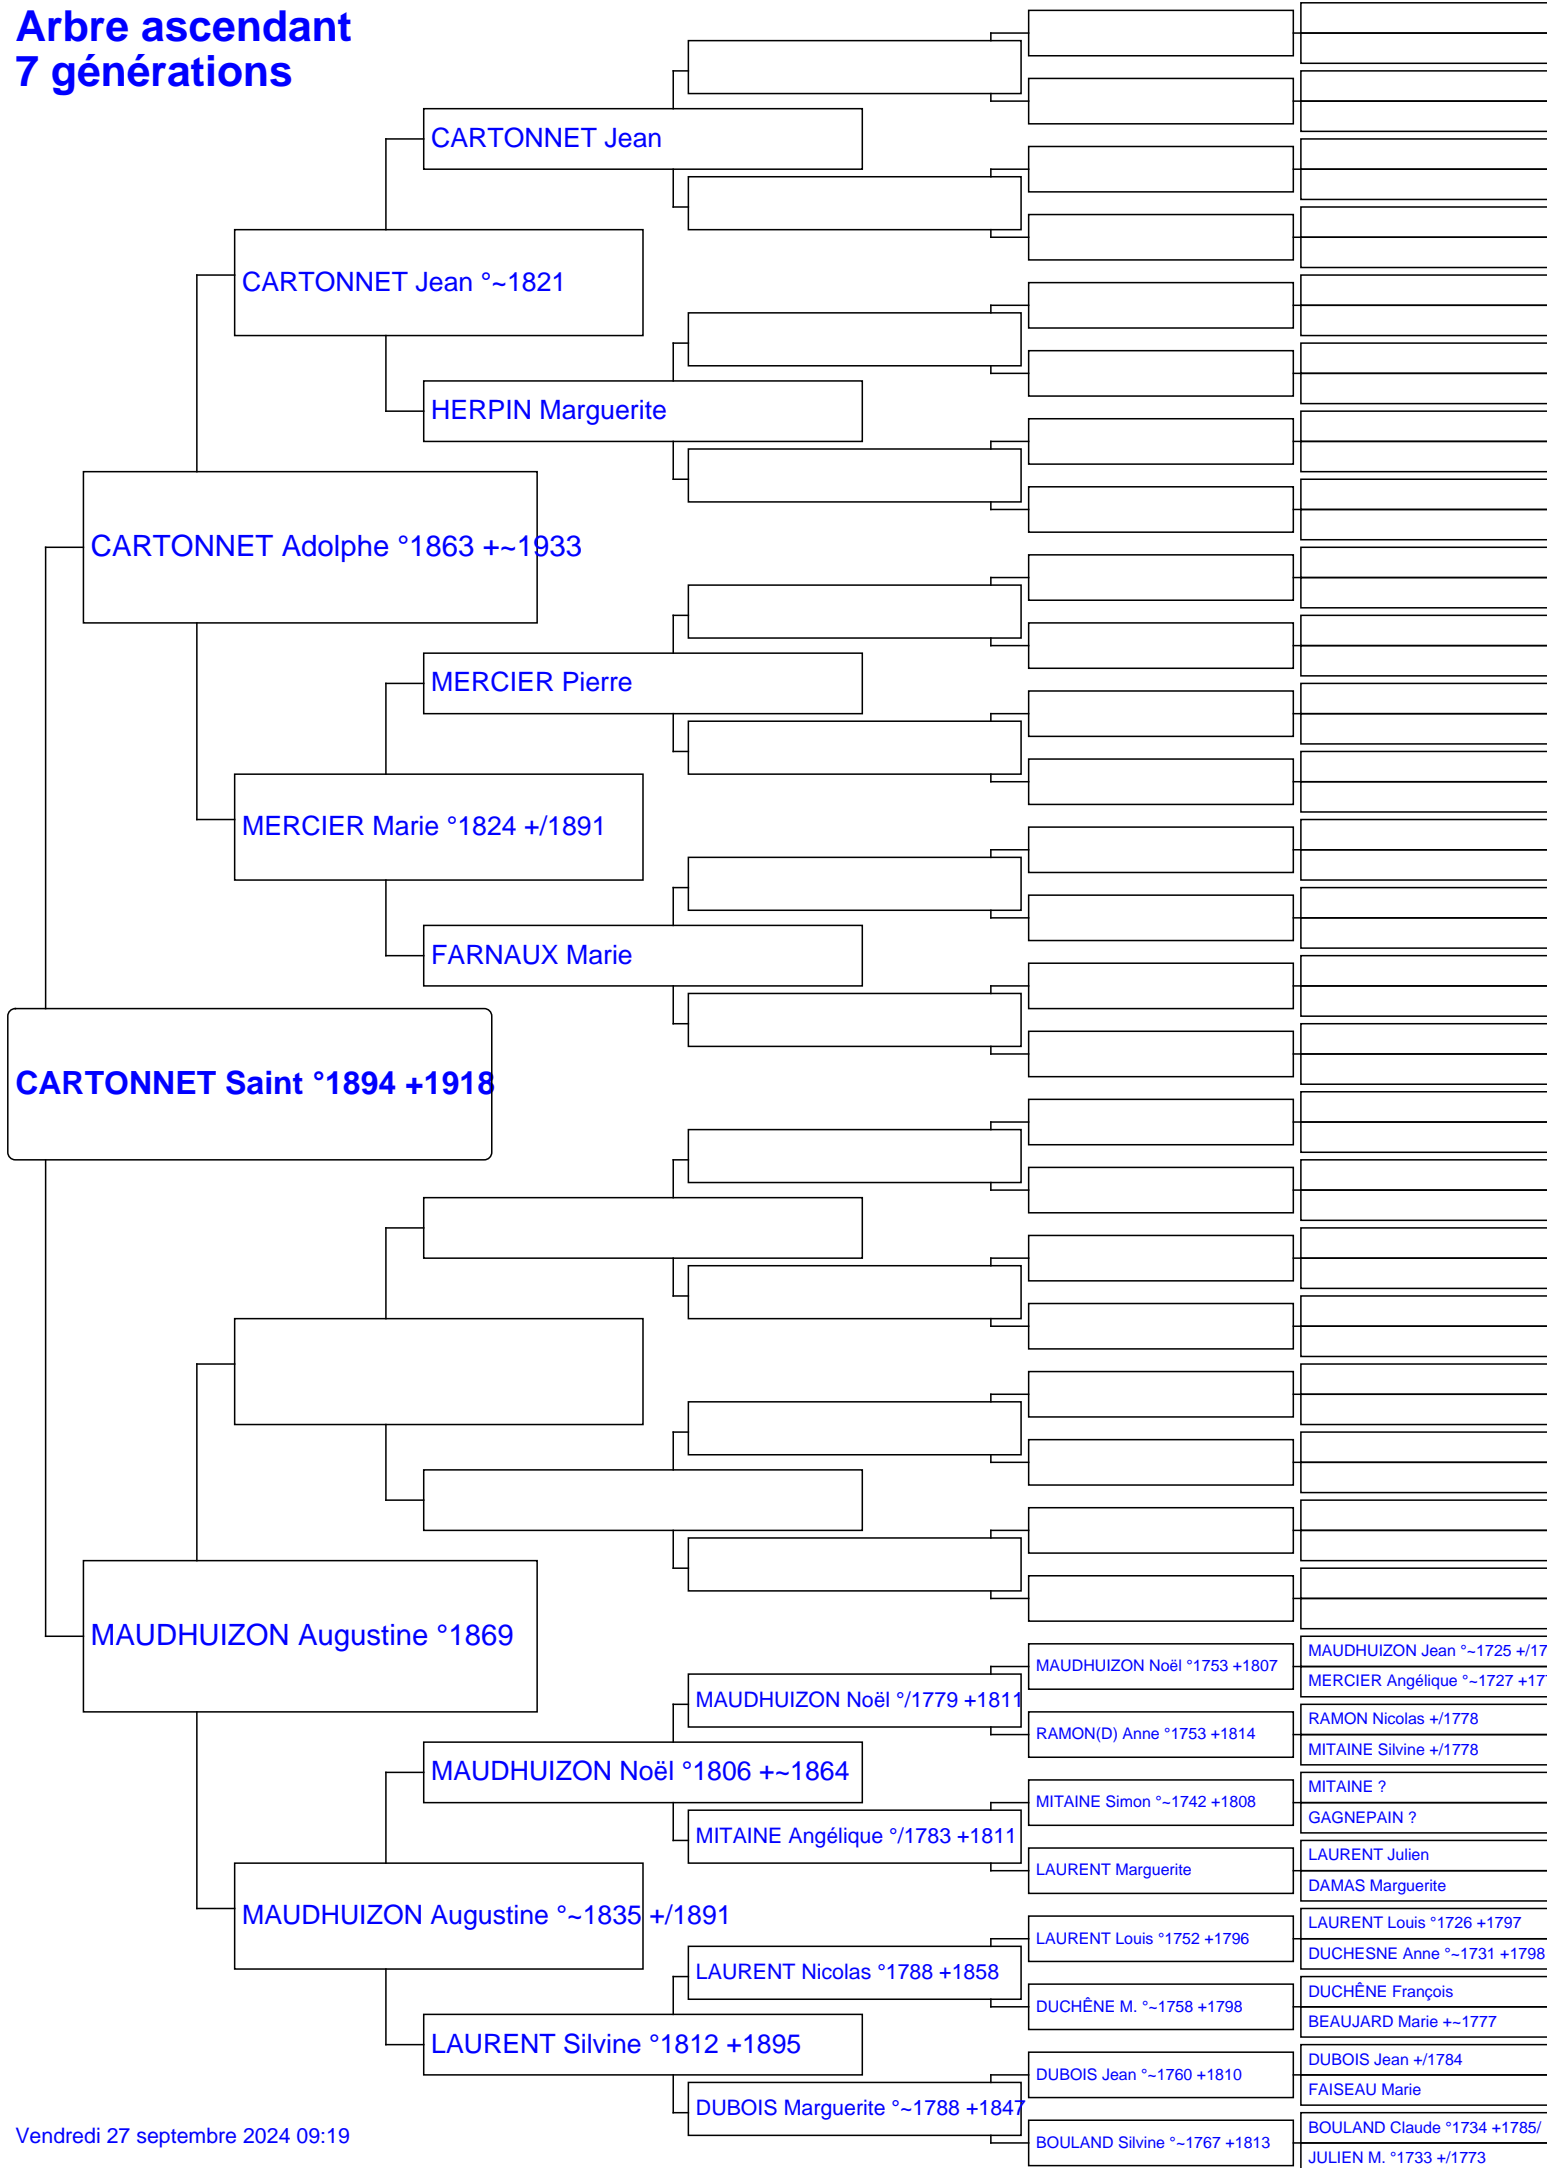 Arbre ascendant
7 générations
CARTONNET Jean
CARTONNET Jean °~1821
HERPIN Marguerite
CARTONNET Adolphe °1863 +~1933
MERCIER Pierre
MERCIER Marie °1824 +/1891
FARNAUX Marie
CARTONNET Saint °1894 +1918
MAUDHUIZON Augustine °1869
MAUDHUIZON Jean °~1725 +/17
MAUDHUIZON Noël °1753 +1807
MERCIER Angélique °~1727 +17
MAUDHUIZON Noël °/1779 +1811
RAMON Nicolas +/1778
RAMON(D) Anne °1753 +1814
MITAINE Silvine +/1778
MAUDHUIZON Noël °1806 +~1864
MITAINE ?
MITAINE Simon °~1742 +1808
GAGNEPAIN ?
MITAINE Angélique °/1783 +1811
LAURENT Julien
LAURENT Marguerite
DAMAS Marguerite
MAUDHUIZON Augustine °~1835 +/1891
LAURENT Louis °1726 +1797
LAURENT Louis °1752 +1796
DUCHESNE Anne °~1731 +1798
LAURENT Nicolas °1788 +1858
DUCHÊNE François
DUCHÊNE M. °~1758 +1798
BEAUJARD Marie +~1777
LAURENT Silvine °1812 +1895
DUBOIS Jean +/1784
DUBOIS Jean °~1760 +1810
FAISEAU Marie
DUBOIS Marguerite °~1788 +1847
BOULAND Claude °1734 +1785/
BOULAND Silvine °~1767 +1813
JULIEN M. °1733 +/1773
Vendredi 27 septembre 2024 09:19